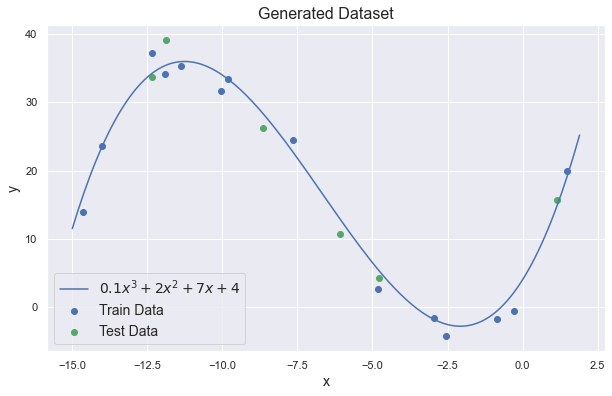 Generated Dataset
40
30
20
10
0
y
0.1x³ + 2x² + 7x + 4
Train Data
Test Data
−15.0 −12.5 −10.0 −7.5 −5.0 −2.5 0.0 2.5
x